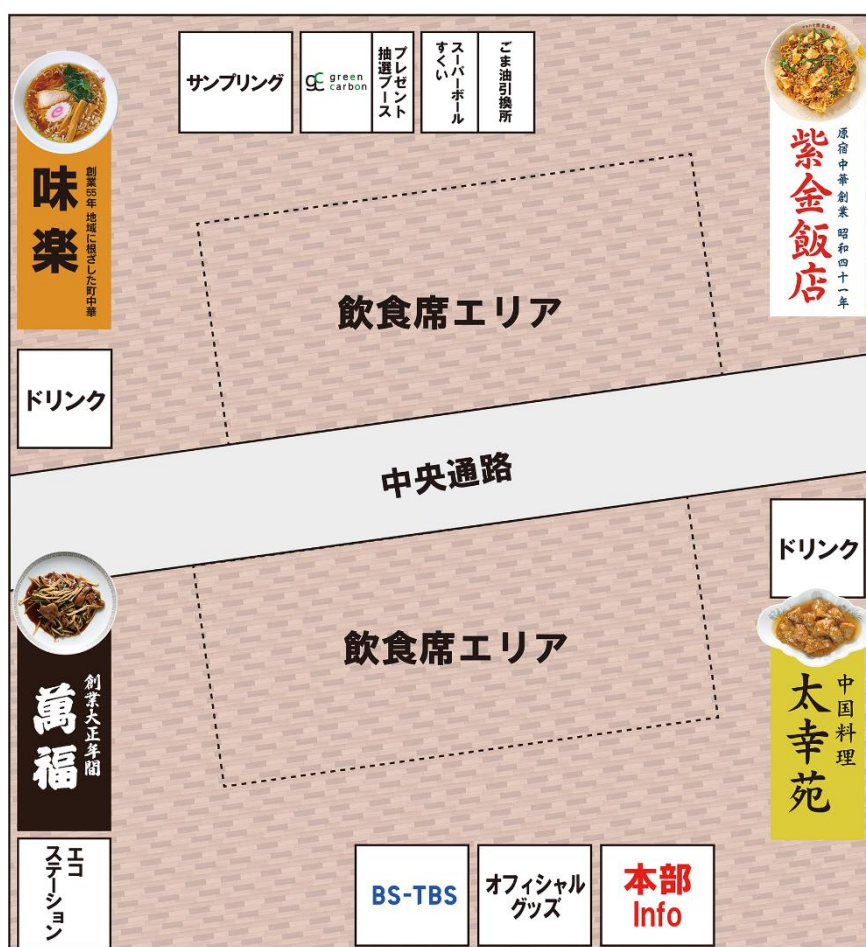 サンプリング
green
carbon
プレゼント
抽選ブース
スーパーボール
すくい
ごま油引換所
味楽
創業55年 地域に根ざした町中華
紫金飯店
原宿中華 創業 昭和四十一年
飲食席エリア
ドリンク
中央通路
ドリンク
飲食席エリア
萬福
創業大正年間
中国料理
太幸苑
エコ
ステーション
BS-TBS
オフィシャル
グッズ
本部
Info